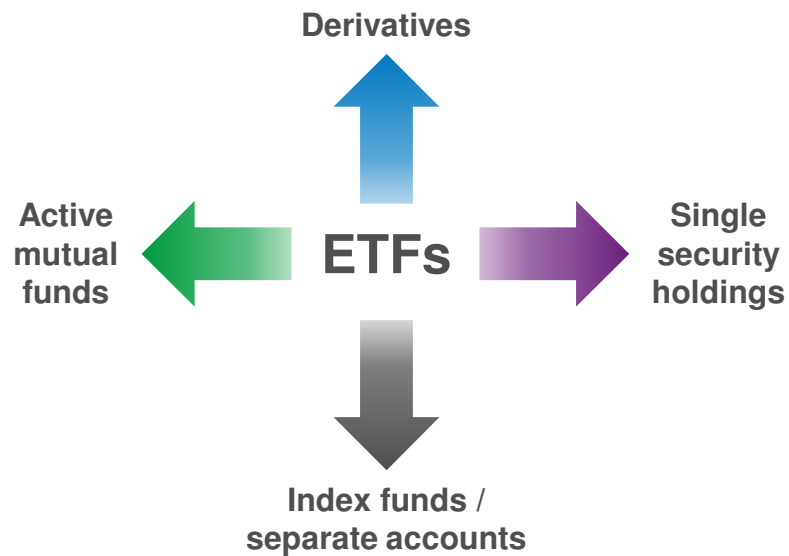 Derivatives
Active
mutual
funds
ETFs
Single
security
holdings
Index funds /
separate accounts